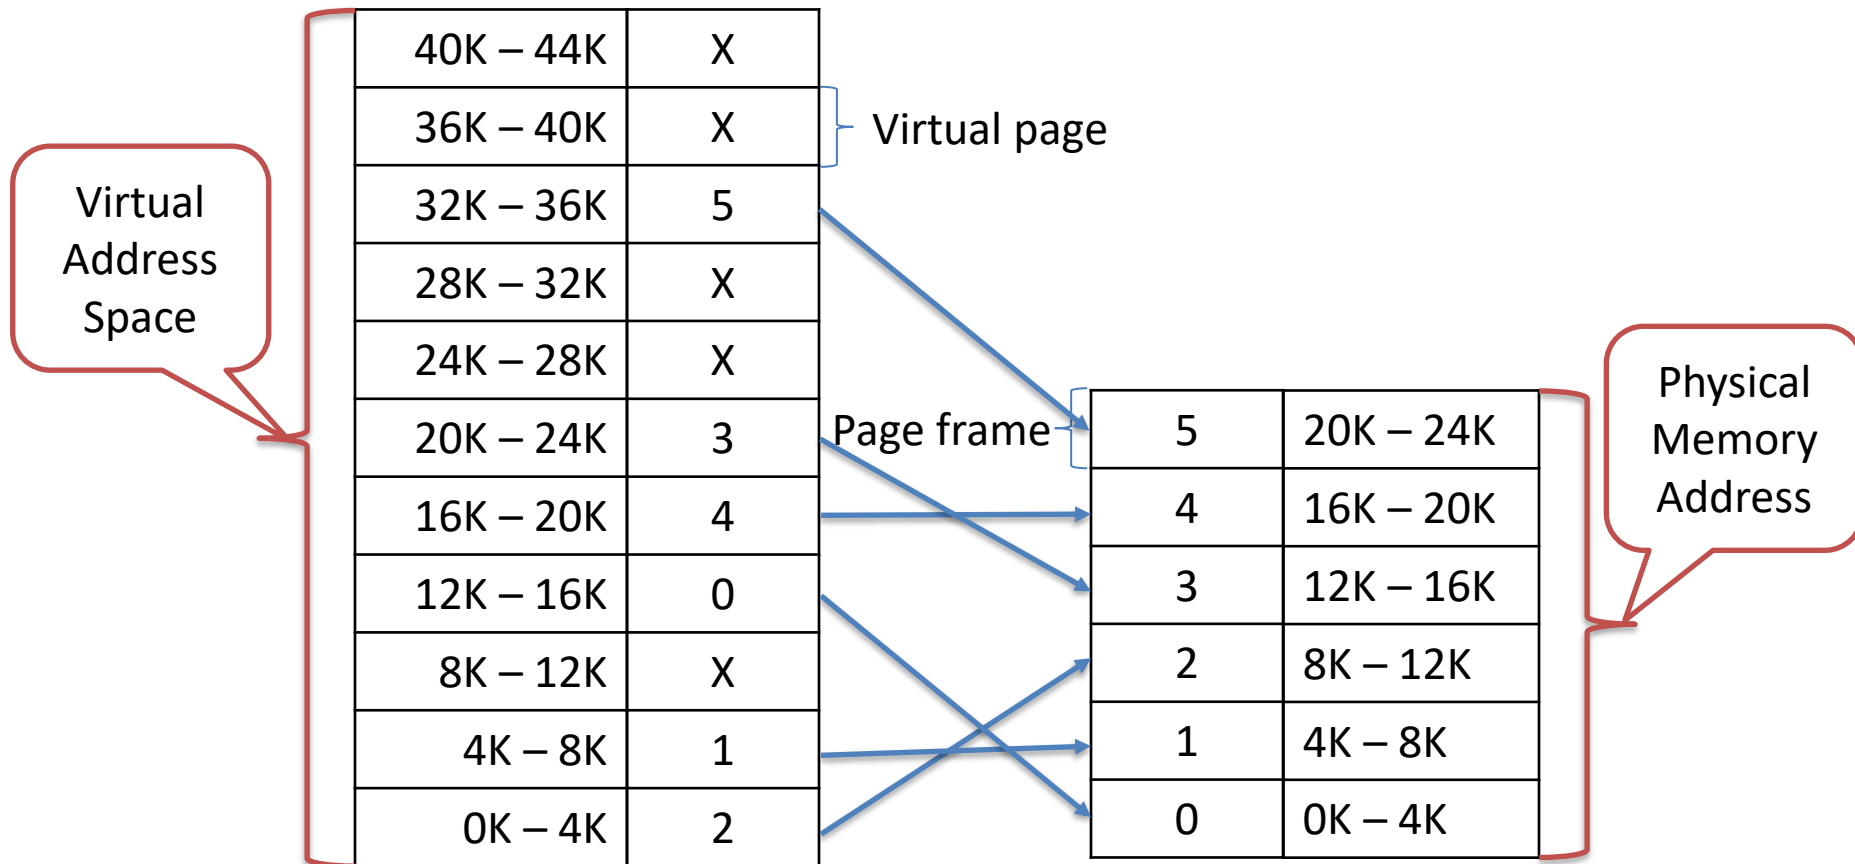 Virtual
Address
Space
40K – 44K X
36K – 40K X
32K – 36K 5
28K – 32K X
24K – 28K X
20K – 24K 3
16K – 20K 4
12K – 16K 0
8K – 12K X
4K – 8K 1
0K – 4K 2
Virtual page
Page frame
5 20K – 24K
4 16K – 20K
3 12K – 16K
2 8K – 12K
1 4K – 8K
0 0K – 4K
Physical
Memory
Address